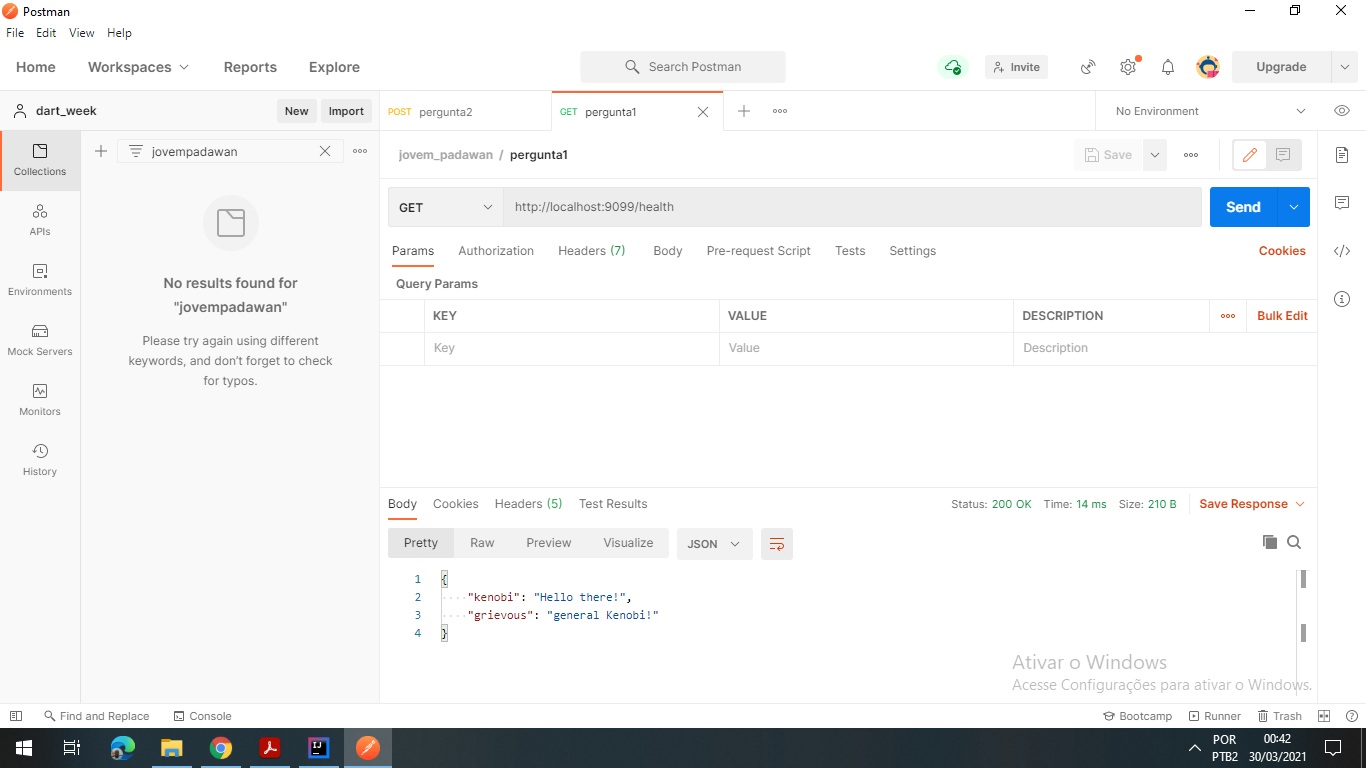 Postman
File Edit View Help
Home Workspaces Reports Explore Search Postman Invite Upgrade
dart_week New Import POST pergunta2 GET pergunta1 No Environment
jovempadawan
jovem_padawan / pergunta1 Save
Collections
APIs
Environments
Mock Servers
Monitors
History
No results found for
"jovempadawan"
Please try again using different
keywords, and don't forget to check
for typos.
GET http://localhost:9099/health Send
Params Authorization Headers (7) Body Pre-request Script Tests Settings Cookies
Query Params
KEY VALUE DESCRIPTION Bulk Edit
Key Value Description
Body Cookies Headers (5) Test Results Status: 200 OK Time: 14 ms Size: 210 B Save Response
Pretty Raw Preview Visualize JSON
1 {
2 "kenobi": "Hello there!",
3 "grievous": "general Kenobi!"
4 }
Ativar o Windows
Acesse Configurações para ativar o Windows.
Find and Replace Console Bootcamp Runner Trash
POR 00:42
PTB2 30/03/2021